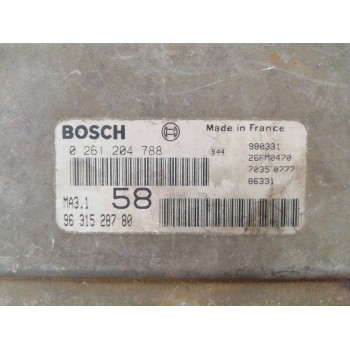 BOSCH Made in France
0 261 204 788 944 980331
26FM0470
7035 0777
86331
MA3.1 58
96 315 287 80